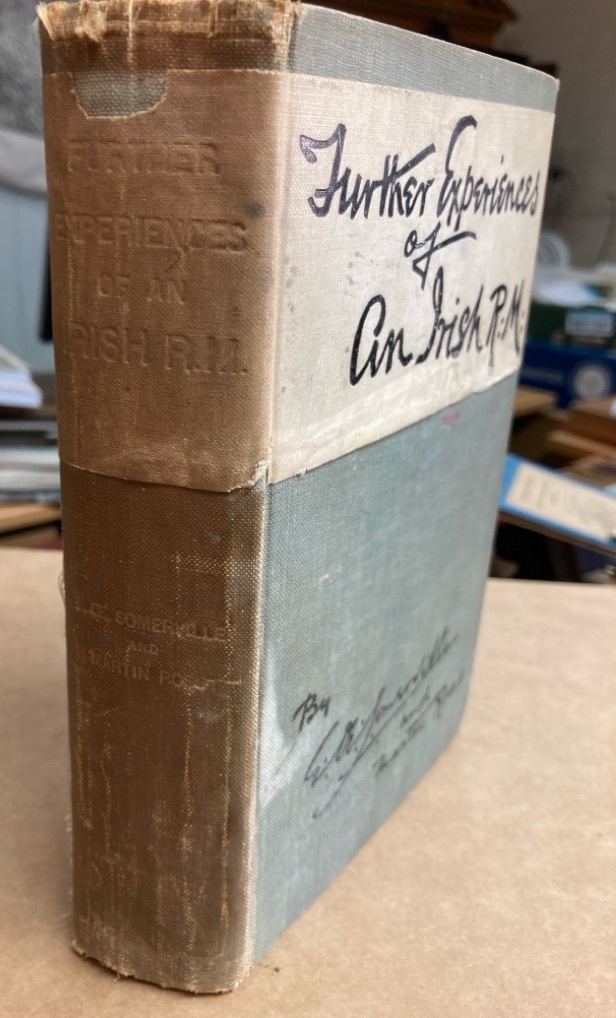 FURTHER
EXPERIENCES
OF AN
IRISH R.M.
SOMERVILLE
AND
MARTIN ROSS
Further Experiences
of
An Irish R.M.
By
E. Œ. Somerville
and
Martin Ross